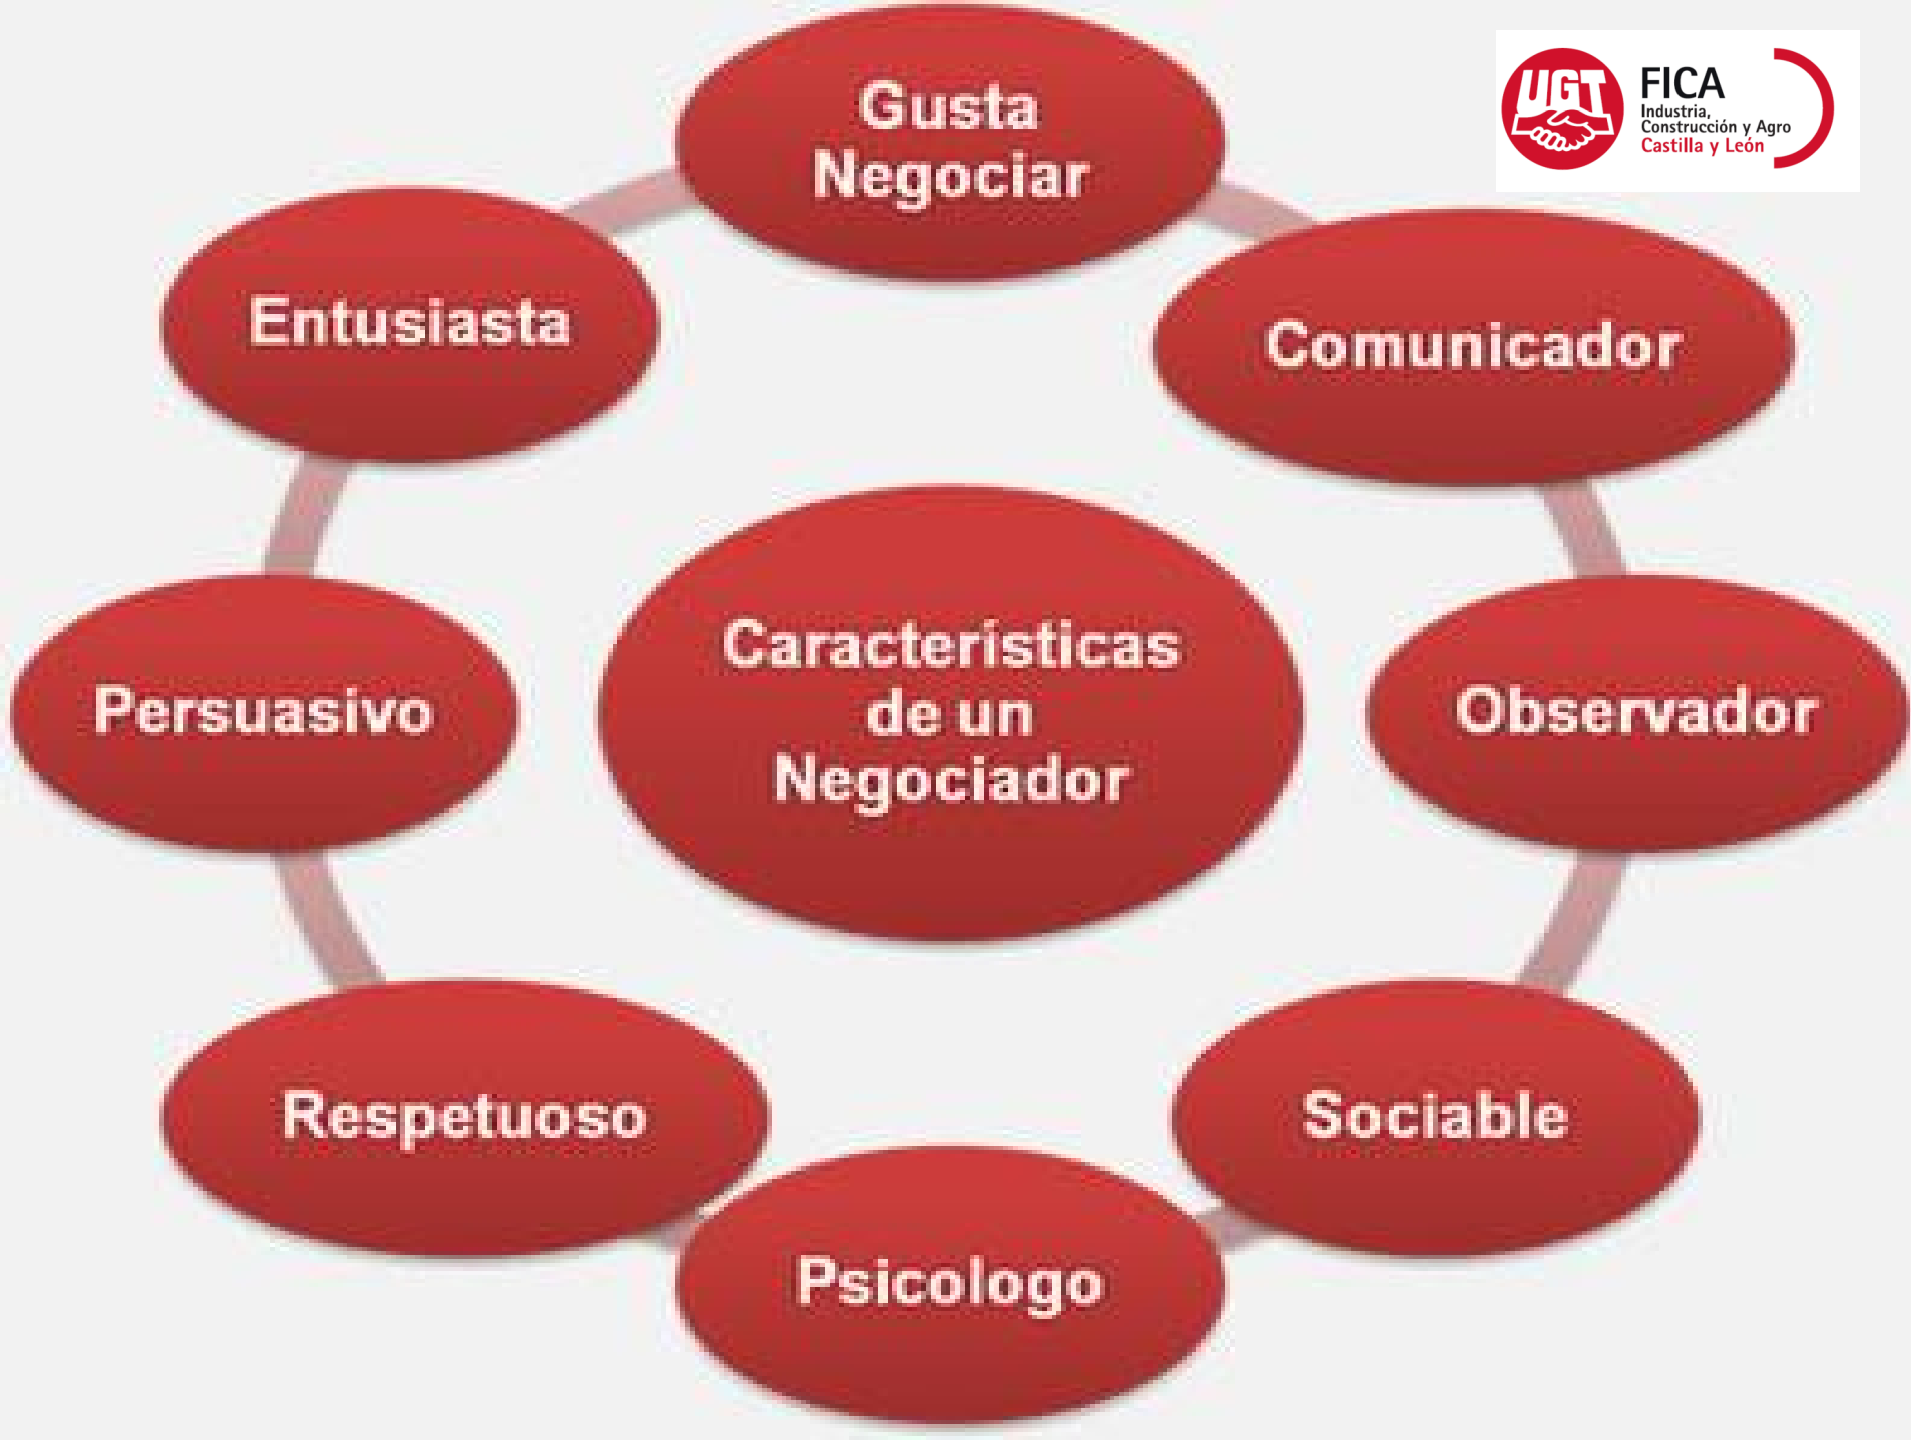 Gusta
Negociar
UGT
FICA
Industria,
Construcción y Agro
Castilla y León
Entusiasta
Comunicador
Características
de un
Negociador
Persuasivo
Observador
Respetuoso
Sociable
Psicologo